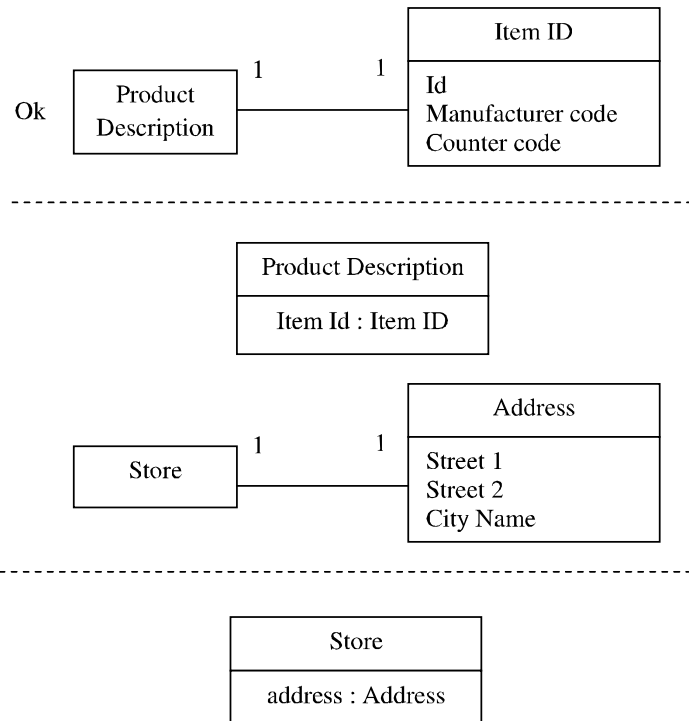 Item ID
1
1
Ok
Product
Description
Id
Manufacturer code
Counter code
Product Description
Item Id : Item ID
Address
1
1
Store
Street 1
Street 2
City Name
Store
address : Address